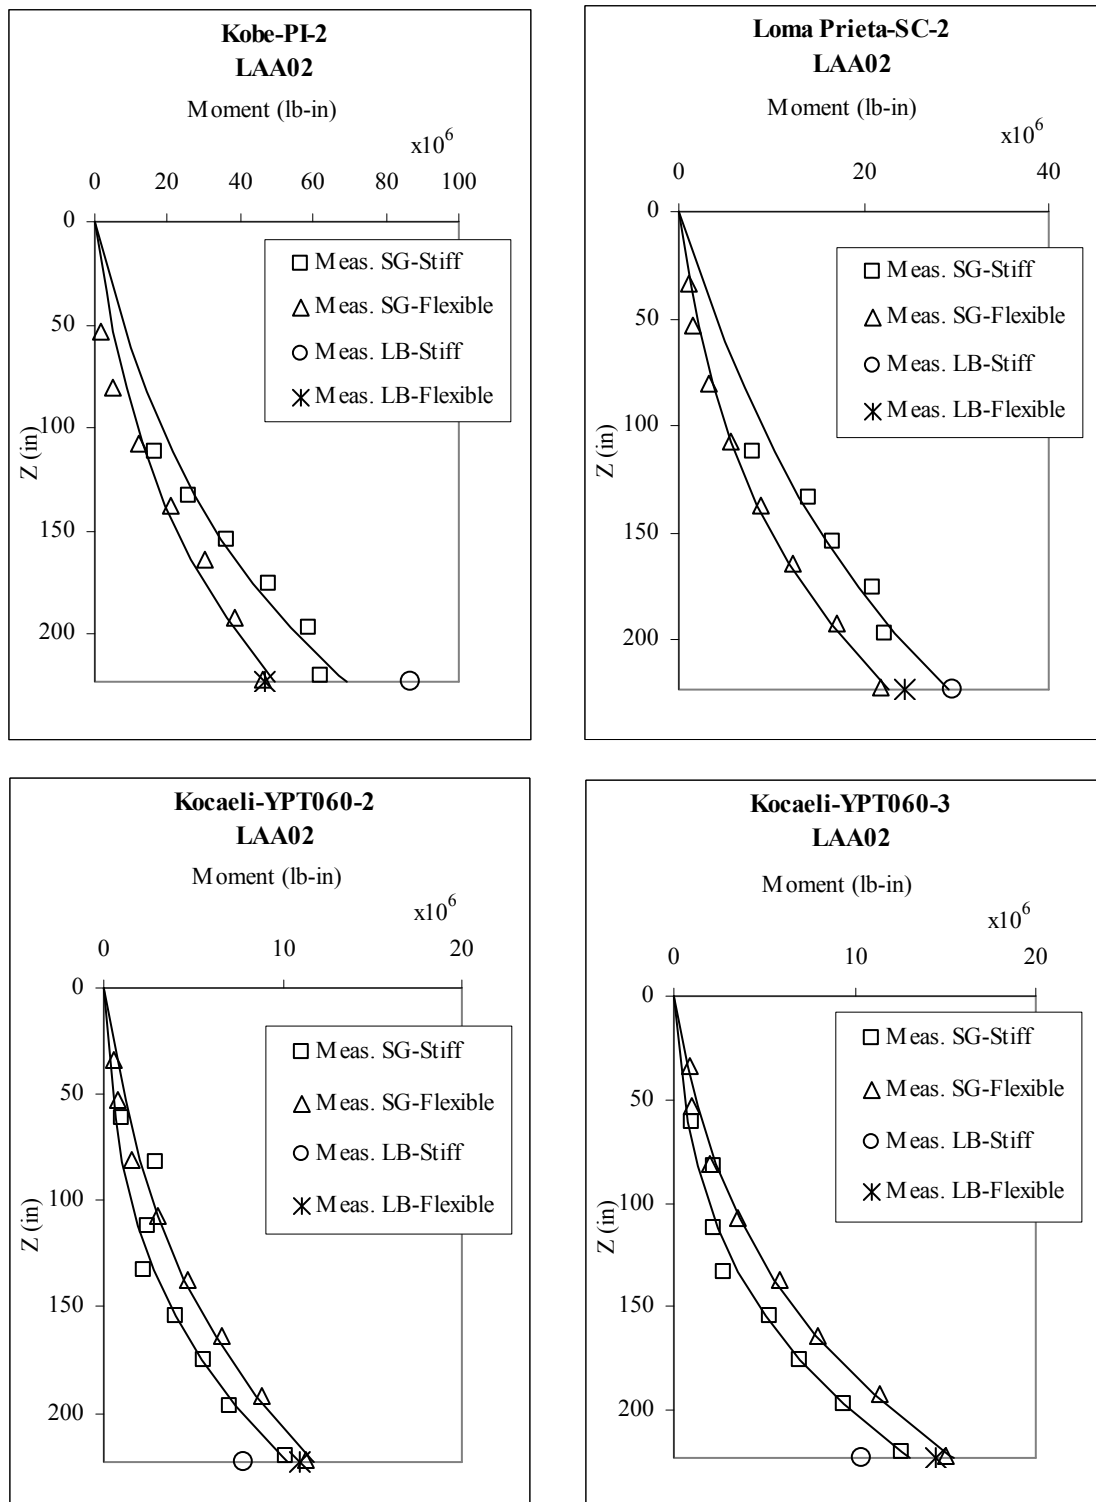 Kobe-PI-2
LAA02
Moment (lb-in)
x10^6
0 20 40 60 80 100
0
50
100
150
200
Z (in)
Meas. SG-Stiff
Meas. SG-Flexible
Meas. LB-Stiff
Meas. LB-Flexible
Loma Prieta-SC-2
LAA02
Moment (lb-in)
x10^6
0 20 40
0
50
100
150
200
Z (in)
Meas. SG-Stiff
Meas. SG-Flexible
Meas. LB-Stiff
Meas. LB-Flexible
Kocaeli-YPT060-2
LAA02
Moment (lb-in)
x10^6
0 10 20
0
50
100
150
200
Z (in)
Meas. SG-Stiff
Meas. SG-Flexible
Meas. LB-Stiff
Meas. LB-Flexible
Kocaeli-YPT060-3
LAA02
Moment (lb-in)
x10^6
0 10 20
0
50
100
150
200
Z (in)
Meas. SG-Stiff
Meas. SG-Flexible
Meas. LB-Stiff
Meas. LB-Flexible